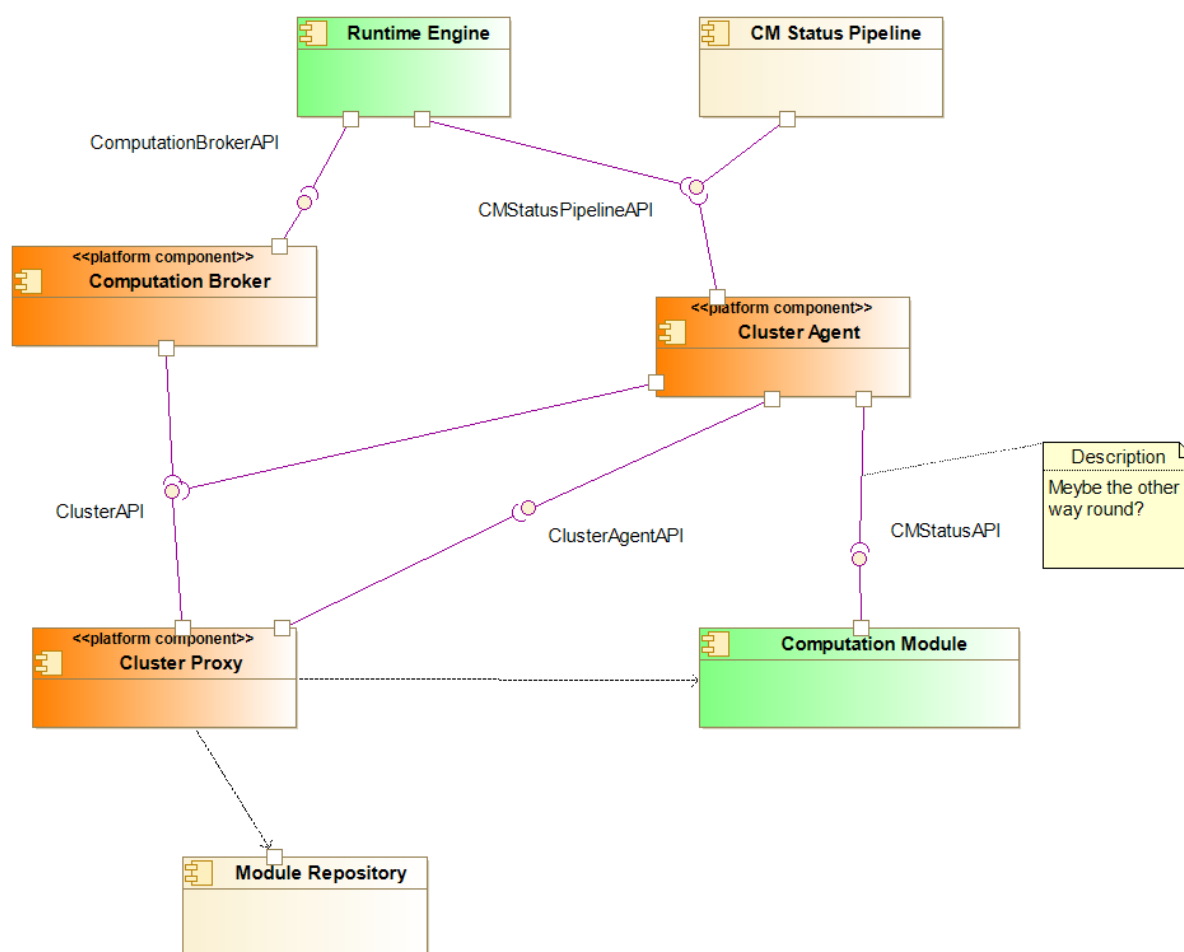 Runtime Engine
CM Status Pipeline
ComputationBrokerAPI
CMStatusPipelineAPI
<<platform component>>
Computation Broker
<<platform component>>
Cluster Agent
Description
Meybe the other
way round?
ClusterAPI
ClusterAgentAPI
CMStatusAPI
<<platform component>>
Cluster Proxy
Computation Module
Module Repository